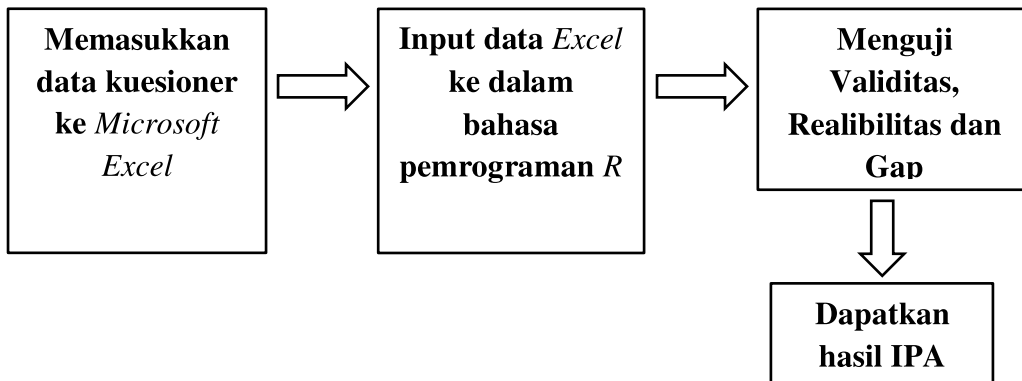 Memasukkan
data kuesioner
ke Microsoft
Excel
Input data Excel
ke dalam
bahasa
pemrograman R
Menguji
Validitas,
Realibilitas dan
Gap
Dapatkan
hasil IPA